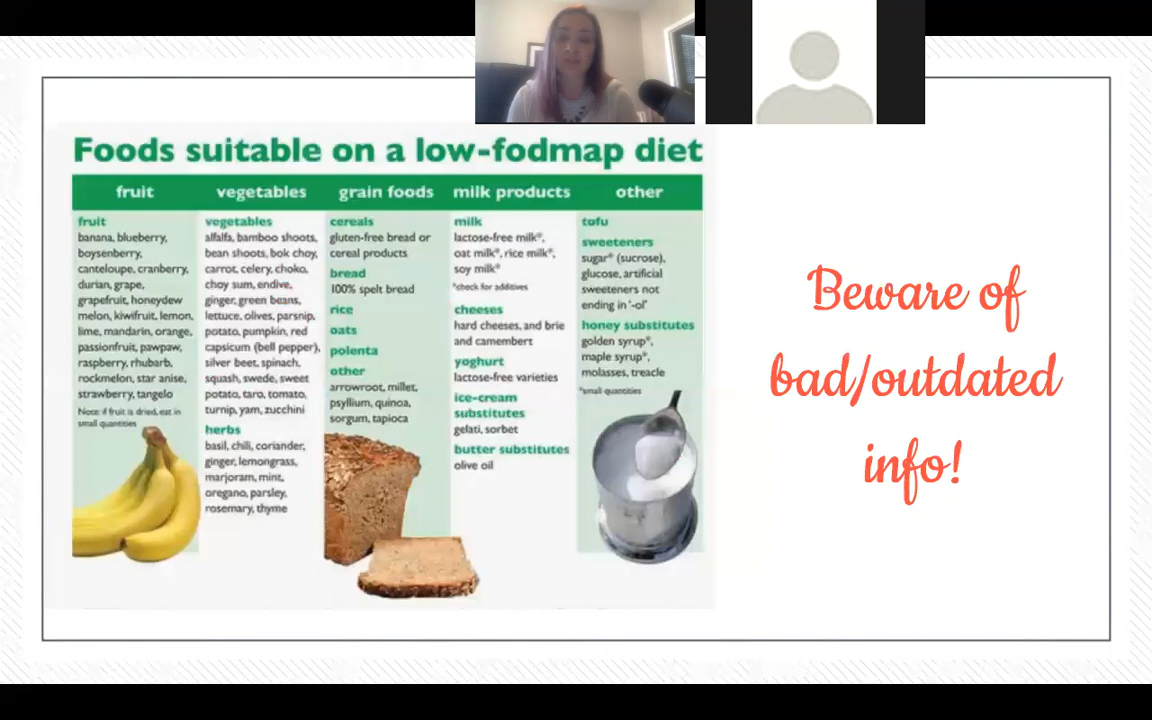 Foods suitable on a low-fodmap diet
fruit
vegetables
grain foods
milk products
other
fruit
banana, blueberry,
boysenberry,
canteloupe, cranberry,
durian, grape,
grapefruit, honeydew
melon, kiwifruit, lemon,
lime, mandarin, orange,
passionfruit, pawpaw,
raspberry, rhubarb,
rockmelon, star anise,
strawberry, tangelo
Note: if fruit is dried, eat in
small quantities
vegetables
alfalfa, bamboo shoots,
bean shoots, bok choy,
carrot, celery, choko,
choy sum, endive,
ginger, green beans,
lettuce, olives, parsnip,
potato, pumpkin, red
capsicum (bell pepper),
silver beet, spinach,
squash, swede, sweet
potato, taro, tomato,
turnip, yam, zucchini
herbs
basil, chili, coriander,
ginger, lemongrass,
marjoram, mint,
oregano, parsley,
rosemary, thyme
cereals
gluten-free bread or
cereal products
bread
100% spelt bread
rice
oats
polenta
other
arrowroot, millet,
psyllium, quinoa,
sorgum, tapioca
milk
lactose-free milk*,
oat milk*, rice milk*,
soy milk*
*check for additives
cheeses
hard cheeses, and brie
and camembert
yoghurt
lactose-free varieties
ice-cream
substitutes
gelati, sorbet
butter substitutes
olive oil
tofu
sweeteners
sugar* (sucrose),
glucose, artificial
sweeteners not
ending in '-ol'
honey substitutes
golden syrup*,
maple syrup*,
molasses, treacle
*small quantities
Beware of
bad/outdated
info!